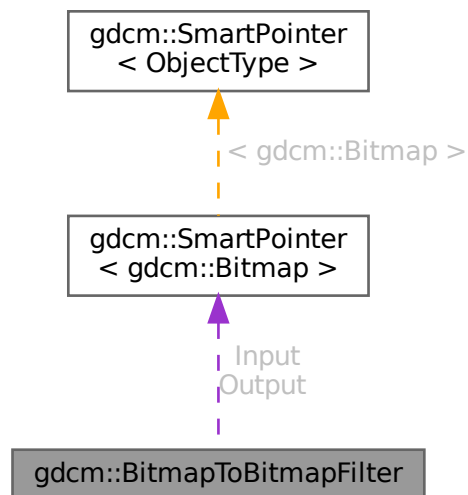 gdcm::SmartPointer
< ObjectType >
< gdcm::Bitmap >
gdcm::SmartPointer
< gdcm::Bitmap >
Input
Output
gdcm::BitmapToBitmapFilter